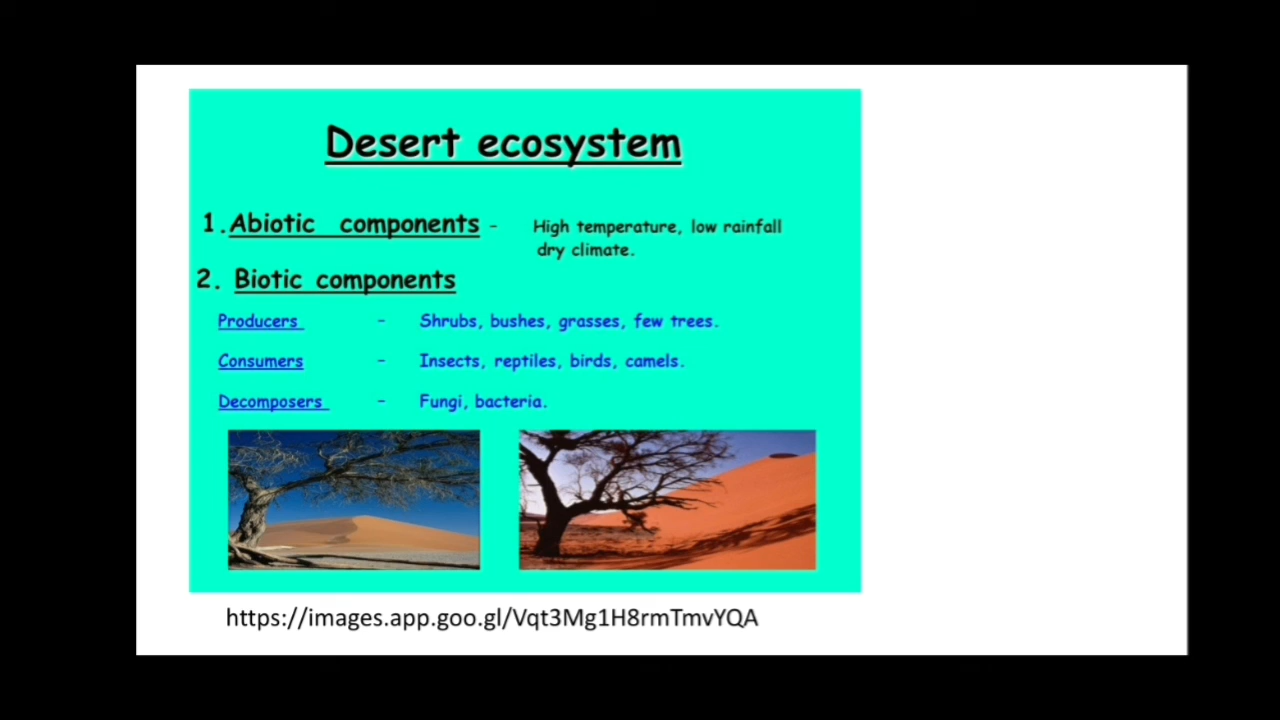 Desert ecosystem
1.Abiotic components - High temperature, low rainfall
dry climate.
2. Biotic components
Producers - Shrubs, bushes, grasses, few trees.
Consumers - Insects, reptiles, birds, camels.
Decomposers - Fungi, bacteria.
https://images.app.goo.gl/Vqt3Mg1H8rmTmvYQA